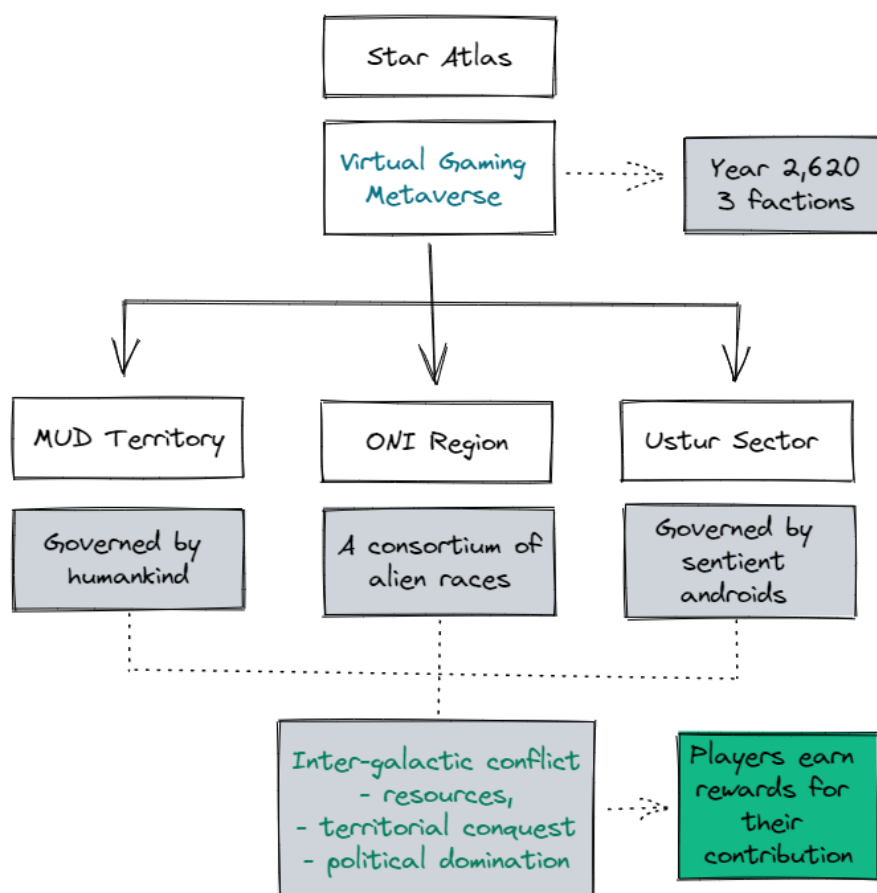 Star Atlas
Virtual Gaming
Metaverse
Year 2,620
3 factions
MUD Territory
ONI Region
Ustur Sector
Governed by
humankind
A consortium of
alien races
Governed by
sentient
androids
Inter-galactic conflict
- resources,
- territorial conquest
- political domination
Players earn
rewards for
their
contribution